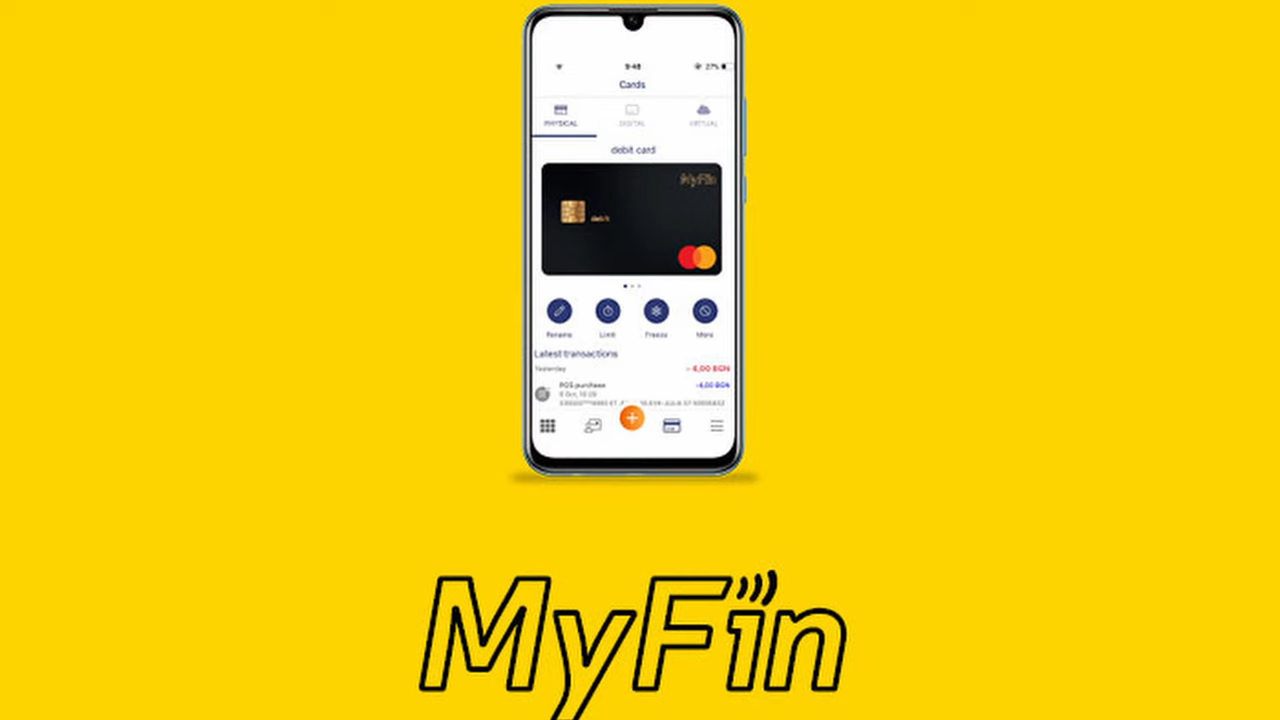 9:48
27%
Cards
PHYSICAL
DIGITAL
VIRTUAL
debit card
MyFin
debit
Rename
Limit
Freeze
More
Latest transactions
Yesterday
- 4,00 BGN
POS purchase
-4,00 BGN
MyFin